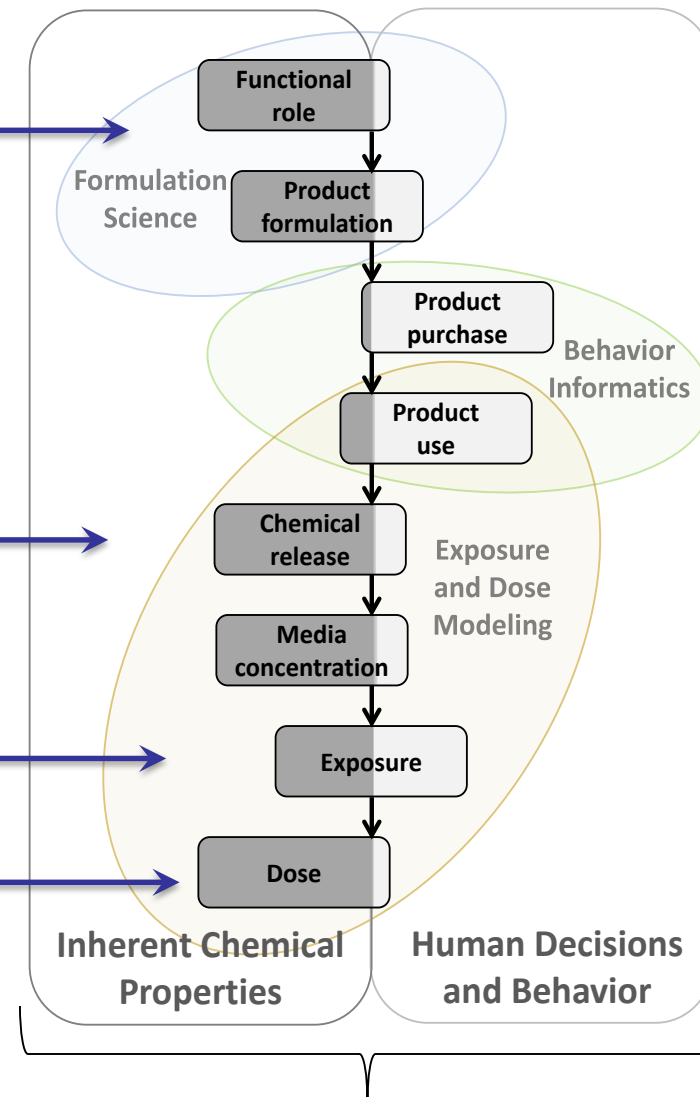 Functional
role
Formulation
Science
Product
formulation
Product
purchase
Behavior
Informatics
Product
use
Chemical
release
Exposure
and Dose
Modeling
Media
concentration
Exposure
Dose
Inherent Chemical
Properties
Human Decisions
and Behavior